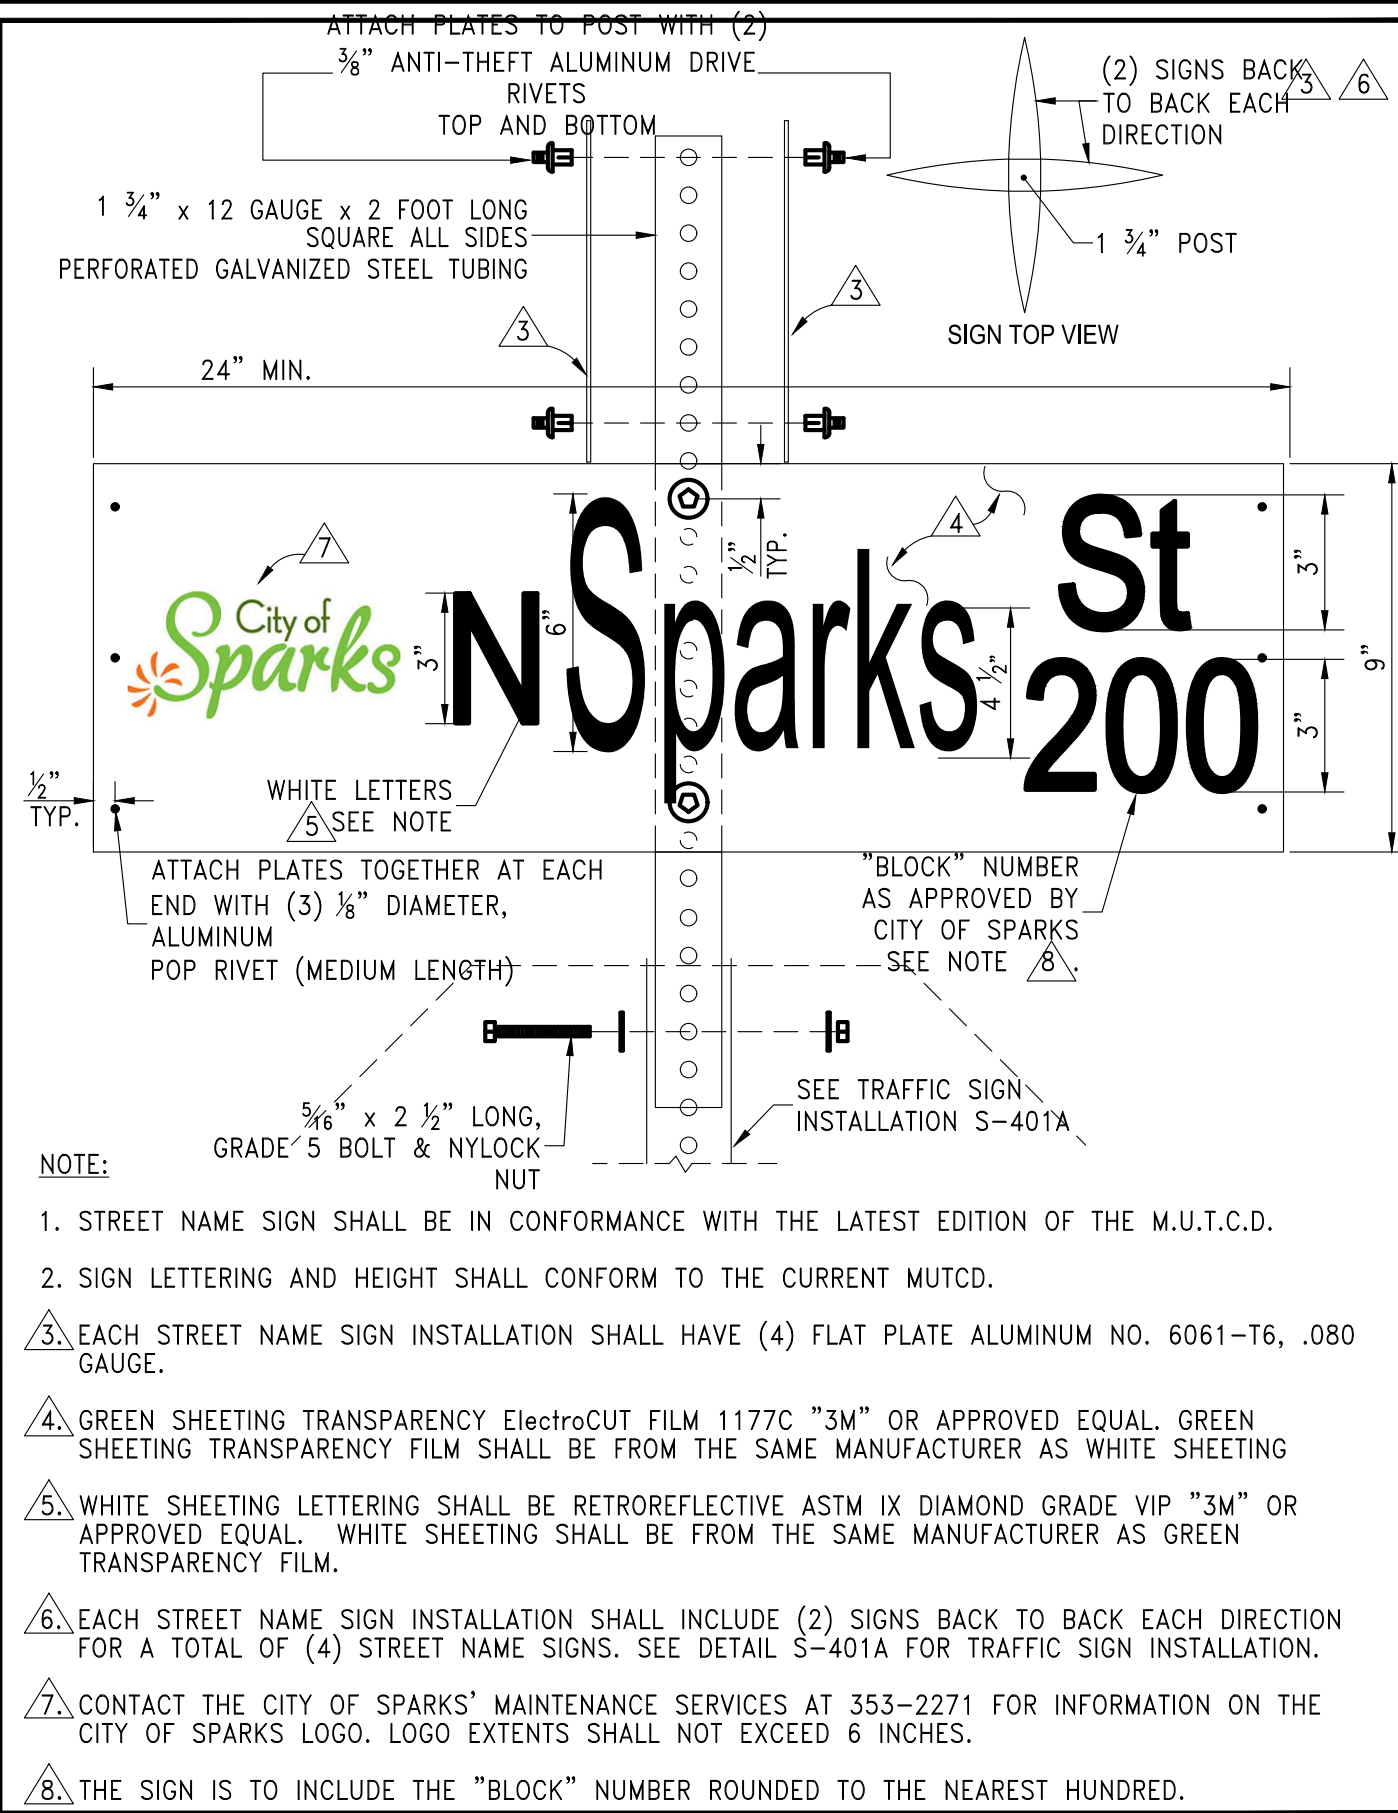 ATTACH PLATES TO POST WITH (2)
⅜" ANTI-THEFT ALUMINUM DRIVE
RIVETS
TOP AND BOTTOM
(2) SIGNS BACK
TO BACK EACH
DIRECTION
3
6
1 ¾" x 12 GAUGE x 2 FOOT LONG
SQUARE ALL SIDES
PERFORATED GALVANIZED STEEL TUBING
1 ¾" POST
SIGN TOP VIEW
3
3
24" MIN.
½"
TYP.
7
4
City of
Sparks
3"
N
6"
Sparks
4 ½"
St
200
3"
3"
9"
½"
TYP.
WHITE LETTERS
5 SEE NOTE
ATTACH PLATES TOGETHER AT EACH
END WITH (3) ⅛" DIAMETER,
ALUMINUM
POP RIVET (MEDIUM LENGTH)
"BLOCK" NUMBER
AS APPROVED BY
CITY OF SPARKS
SEE NOTE 8.
5/16" x 2 ½" LONG,
GRADE 5 BOLT & NYLOCK
NUT
SEE TRAFFIC SIGN
INSTALLATION S-401A
NOTE:
1. STREET NAME SIGN SHALL BE IN CONFORMANCE WITH THE LATEST EDITION OF THE M.U.T.C.D.
2. SIGN LETTERING AND HEIGHT SHALL CONFORM TO THE CURRENT MUTCD.
3. EACH STREET NAME SIGN INSTALLATION SHALL HAVE (4) FLAT PLATE ALUMINUM NO. 6061-T6, .080
GAUGE.
4. GREEN SHEETING TRANSPARENCY ElectroCUT FILM 1177C "3M" OR APPROVED EQUAL. GREEN
SHEETING TRANSPARENCY FILM SHALL BE FROM THE SAME MANUFACTURER AS WHITE SHEETING
5. WHITE SHEETING LETTERING SHALL BE RETROREFLECTIVE ASTM IX DIAMOND GRADE VIP "3M" OR
APPROVED EQUAL. WHITE SHEETING SHALL BE FROM THE SAME MANUFACTURER AS GREEN
TRANSPARENCY FILM.
6. EACH STREET NAME SIGN INSTALLATION SHALL INCLUDE (2) SIGNS BACK TO BACK EACH DIRECTION
FOR A TOTAL OF (4) STREET NAME SIGNS. SEE DETAIL S-401A FOR TRAFFIC SIGN INSTALLATION.
7. CONTACT THE CITY OF SPARKS' MAINTENANCE SERVICES AT 353-2271 FOR INFORMATION ON THE
CITY OF SPARKS LOGO. LOGO EXTENTS SHALL NOT EXCEED 6 INCHES.
8. THE SIGN IS TO INCLUDE THE "BLOCK" NUMBER ROUNDED TO THE NEAREST HUNDRED.